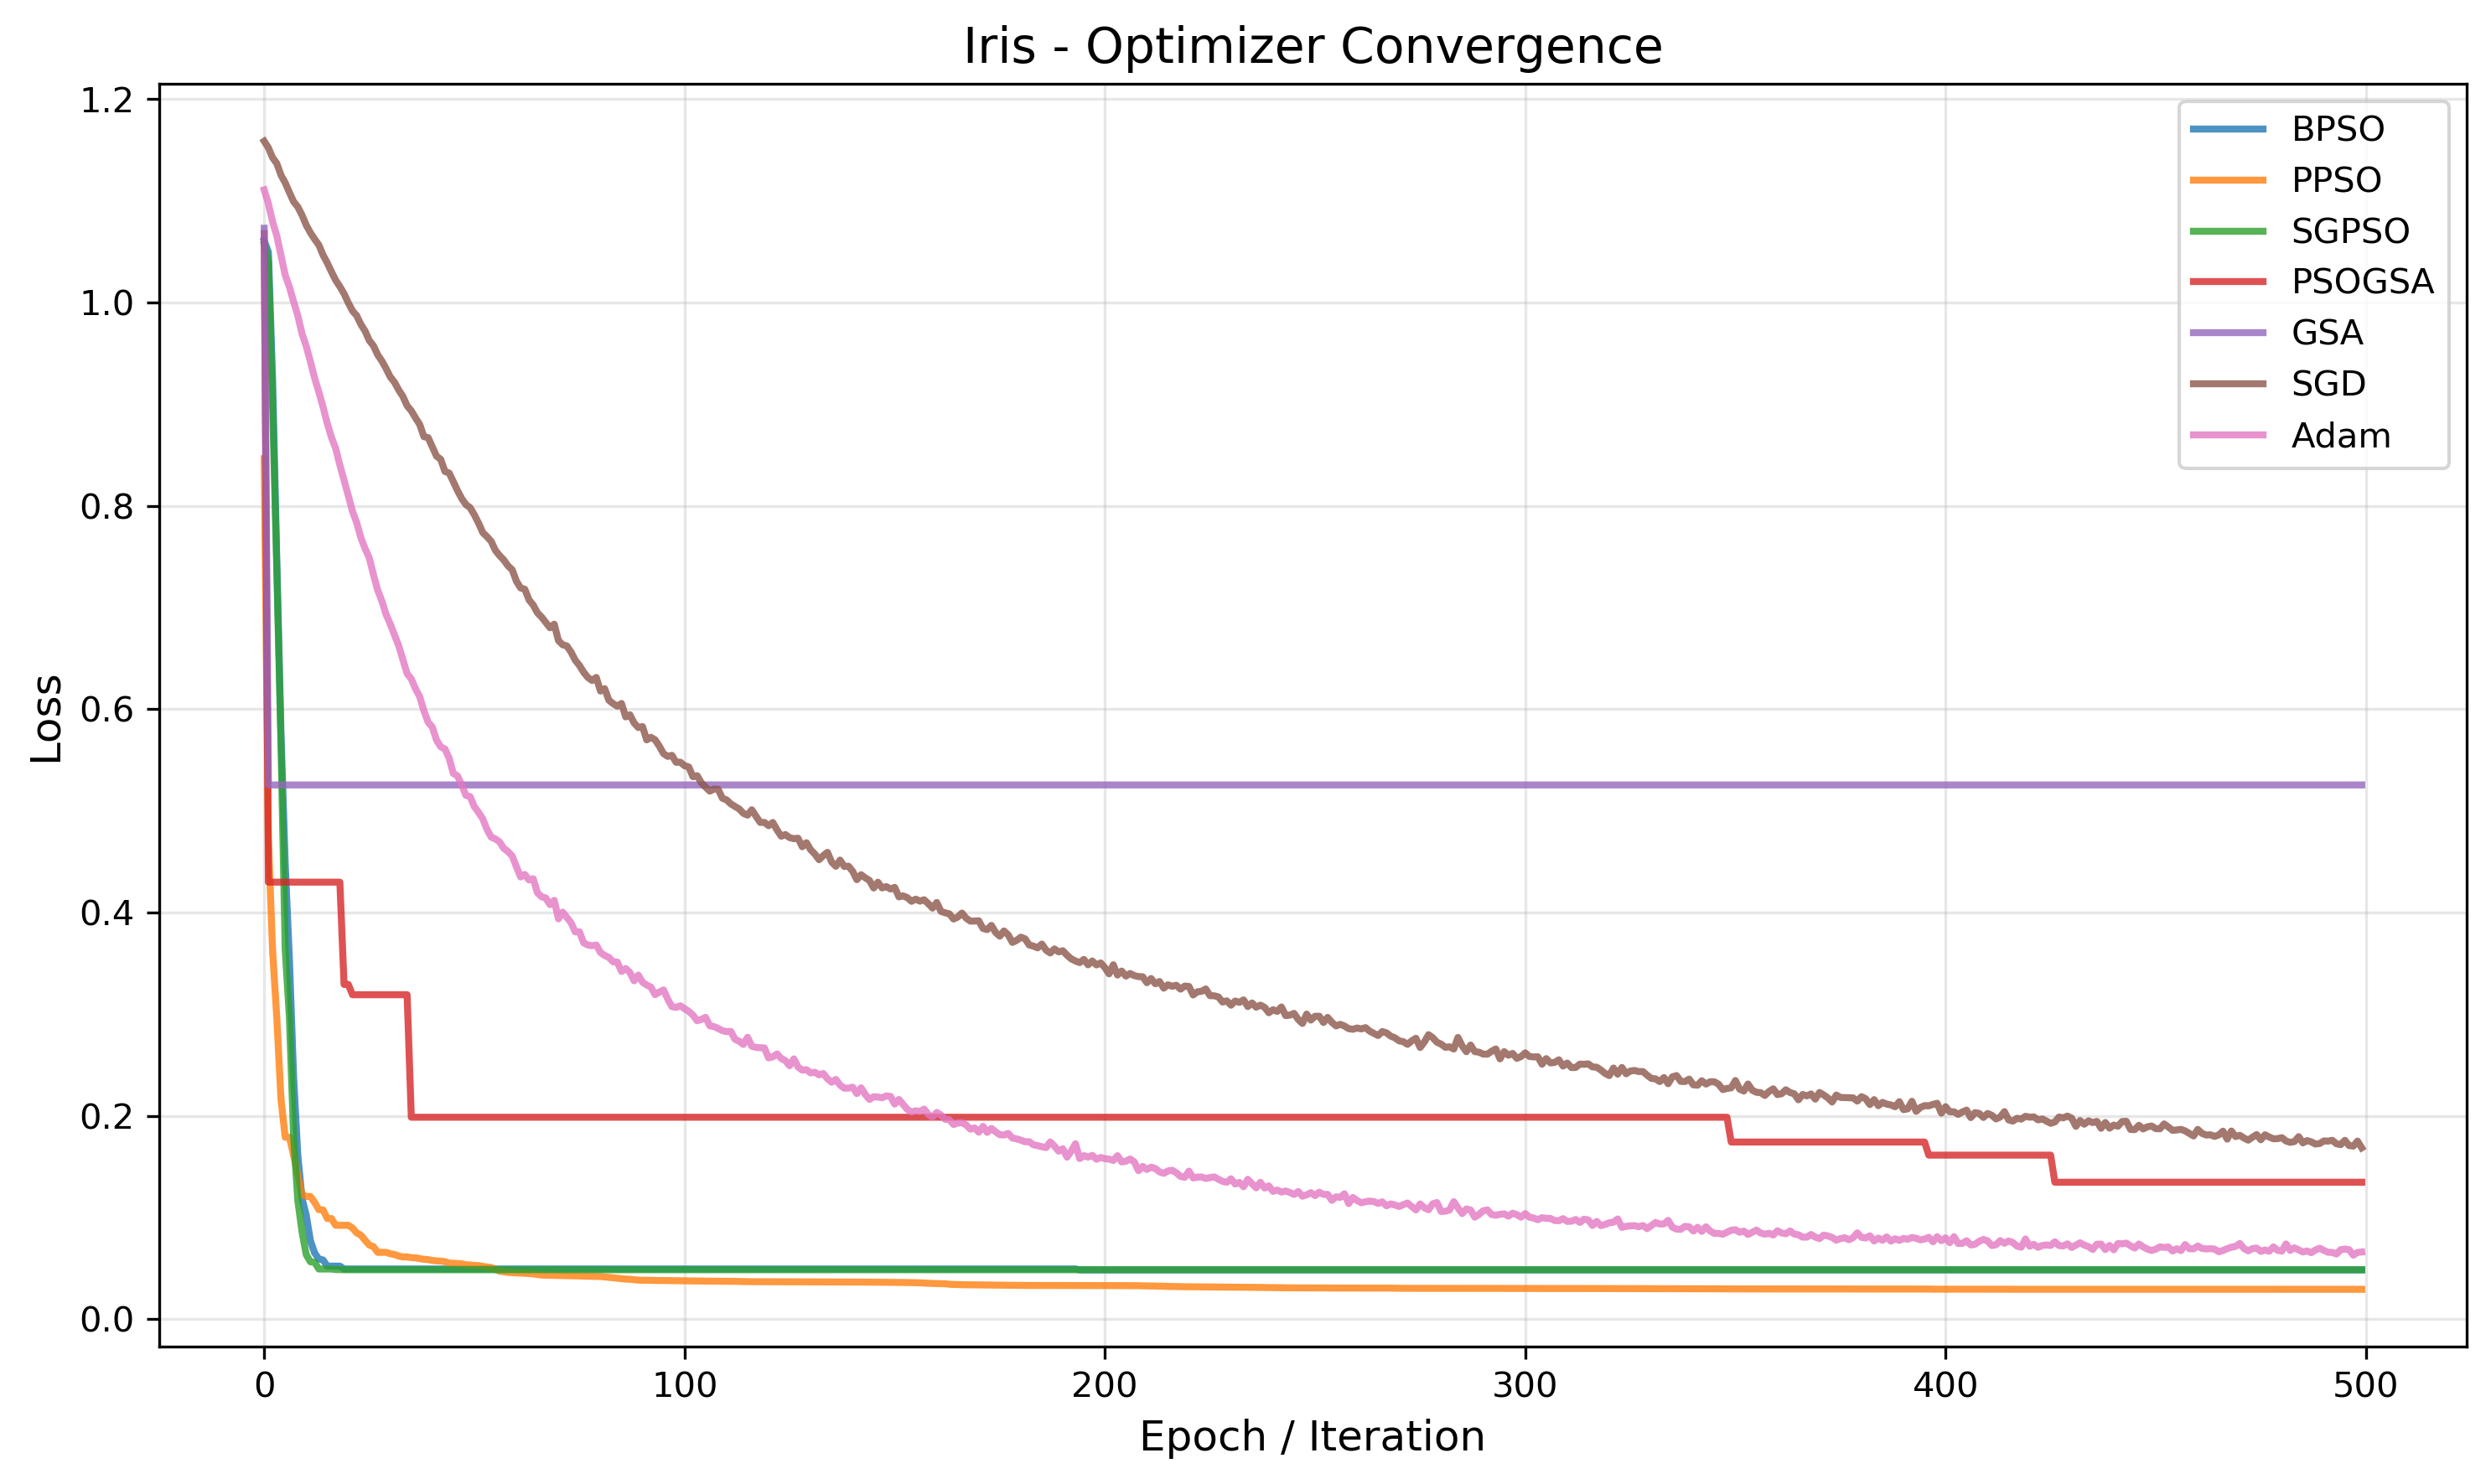 Iris - Optimizer Convergence
1.2
1.0
0.8
0.6
0.4
0.2
0.0
Loss
BPSO
PPSO
SGPSO
PSOGSA
GSA
SGD
Adam
0 100 200 300 400 500
Epoch / Iteration